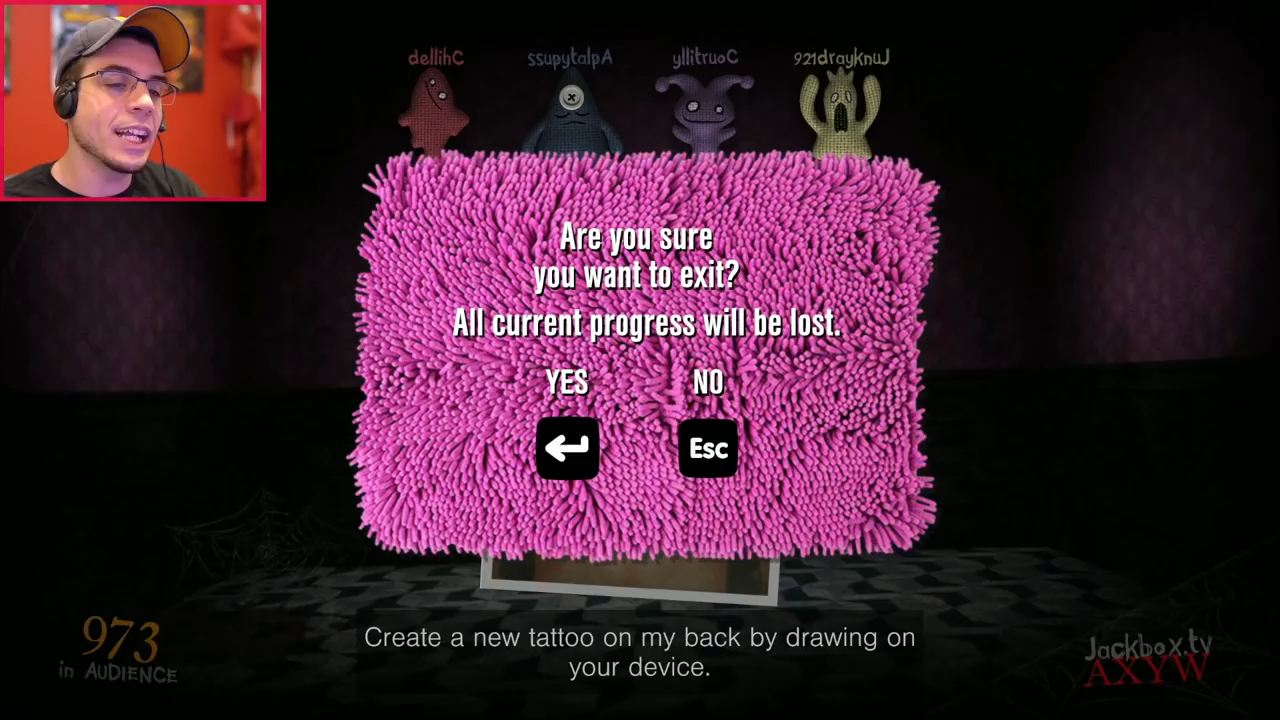 dellihC
ssupytalpA
yllitruoC
921drayknuJ
Are you sure
you want to exit?
All current progress will be lost.
YES NO
Esc
973
in AUDIENCE
Create a new tattoo on my back by drawing on
your device.
Jackbox.tv
AXYW